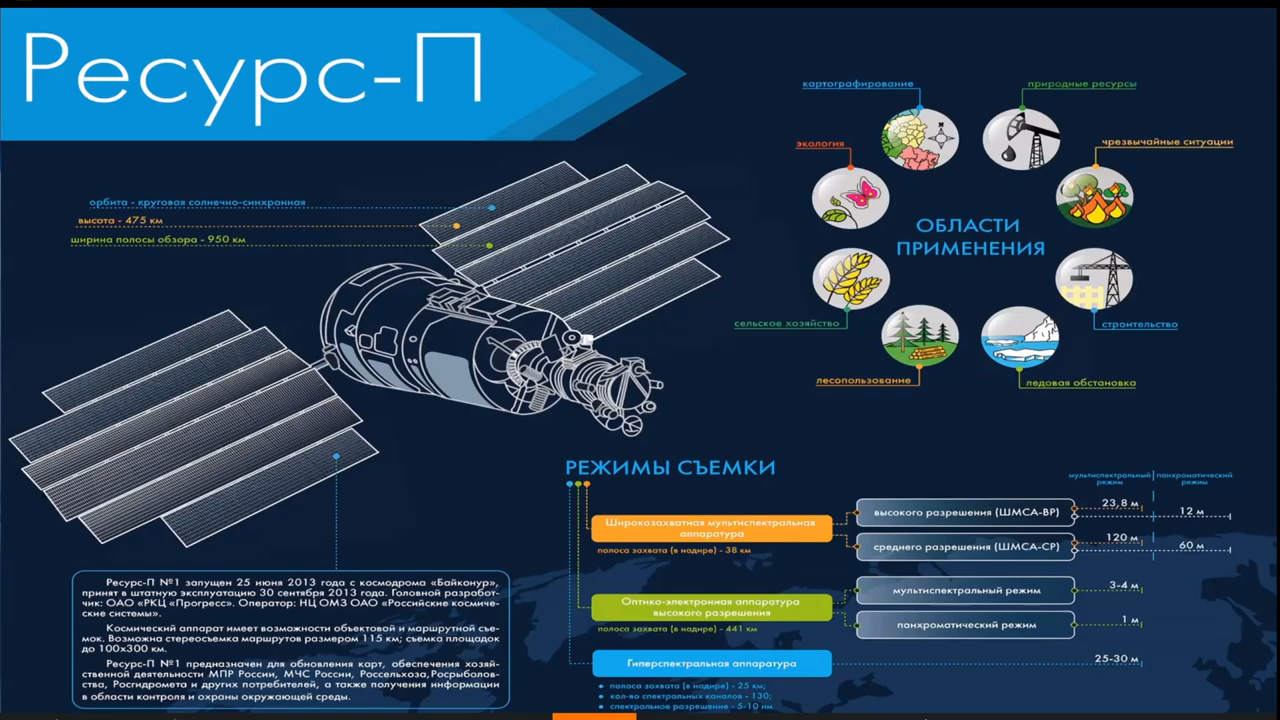 Ресурс-П
орбита - круговая солнечно-синхронная
высота - 475 км
ширина полосы обзора - 950 км
картографирование
природные ресурсы
экология
чрезвычайные ситуации
ОБЛАСТИ
ПРИМЕНЕНИЯ
сельское хозяйство
строительство
лесопользование
ледовая обстановка
РЕЖИМЫ СЪЕМКИ
мультиспектральный
режим
панхроматический
режим
Широкозахватная мультиспектральная
аппаратура
полоса захвата (в надире) - 38 км
высокого разрешения (ШМСА-ВР)
23,8 м
12 м
среднего разрешения (ШМСА-СР)
120 м
60 м
Оптико-электронная аппаратура
высокого разрешения
полоса захвата (в надире) - 441 км
мультиспектральный режим
3-4 м
панхроматический режим
1 м
Гиперспектральная аппаратура
25-30 м
полоса захвата (в надире) - 25 км;
кол-во спектральных каналов - 130;
спектральное разрешение - 5-10 нм
Ресурс-П №1 запущен 25 июня 2013 года с космодрома «Байконур»,
принят в штатную эксплуатацию 30 сентября 2013 года. Головной разработ-
чик: ОАО «РКЦ «Прогресс». Оператор: НЦ ОМЗ ОАО «Российские космиче-
ские системы».
Космический аппарат имеет возможности объектовой и маршрутной съе-
мок. Возможна стереосъемка маршрутов размером 115 км; съемка площадок
до 100х300 км.
Ресурс-П №1 предназначен для обновления карт, обеспечения хозяй-
ственной деятельности МПР России, МЧС России, Россельхоза,Росрыболов-
ства, Росгидромета и других потребителей, а также получения информации
в области контроля и охраны окружающей среды.